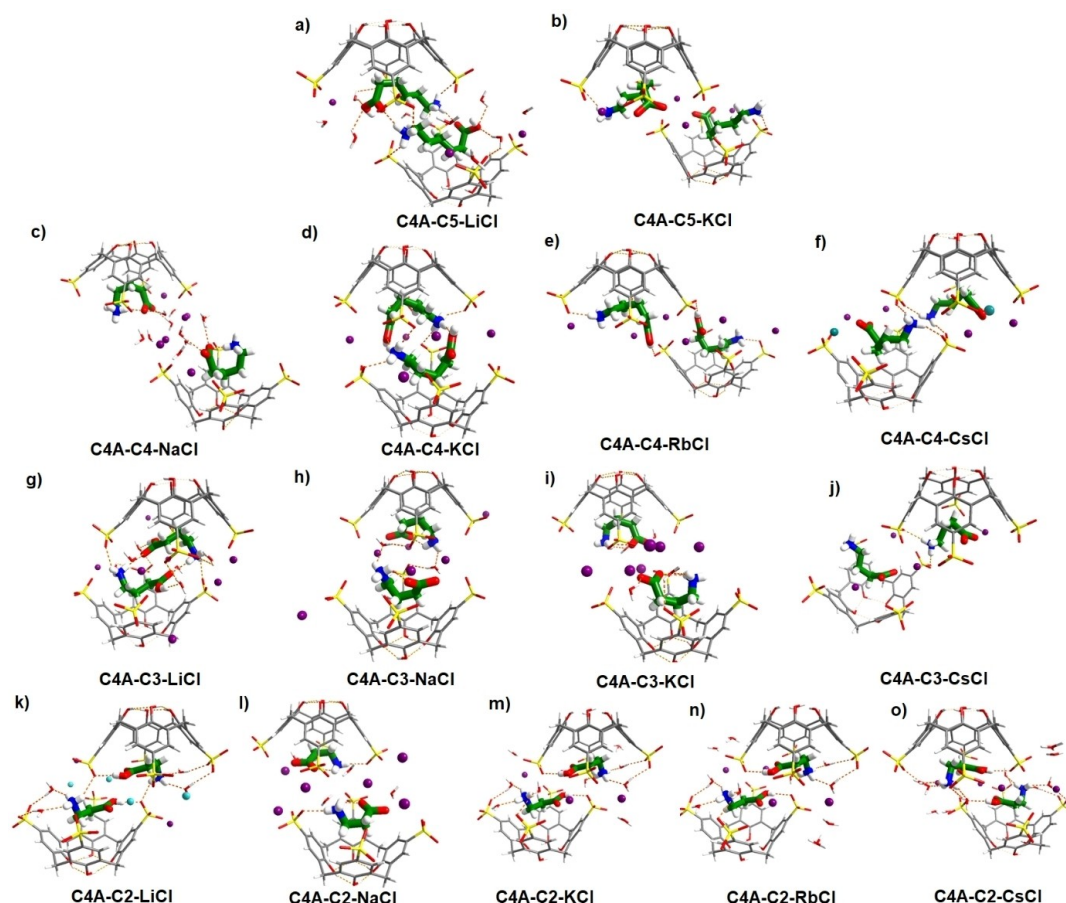 a)
b)
C4A-C5-LiCl
C4A-C5-KCl
c)
d)
e)
f)
C4A-C4-NaCl
C4A-C4-KCl
C4A-C4-RbCl
C4A-C4-CsCl
g)
h)
i)
j)
C4A-C3-LiCl
C4A-C3-NaCl
C4A-C3-KCl
C4A-C3-CsCl
k)
l)
m)
n)
o)
C4A-C2-LiCl
C4A-C2-NaCl
C4A-C2-KCl
C4A-C2-RbCl
C4A-C2-CsCl